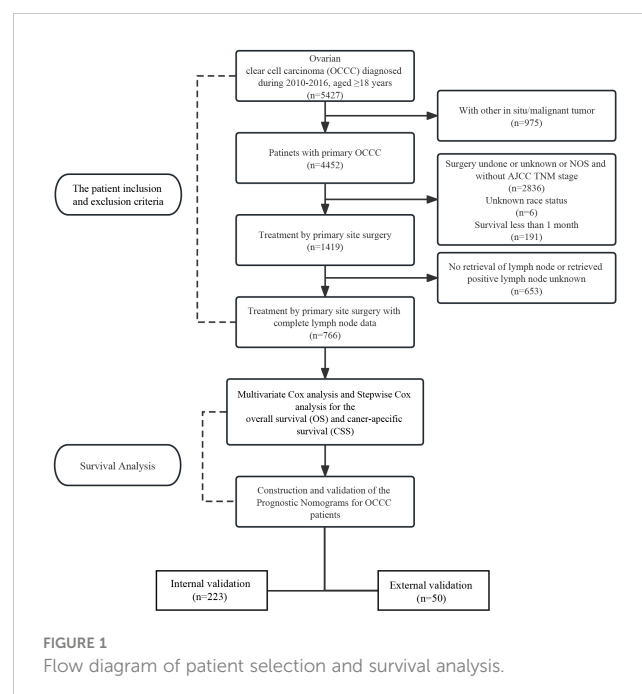 Ovarian
clear cell carcinoma (OCCC) diagnosed
during 2010-2016, aged ≥18 years
(n=5427)
With other in situ/malignant tumor
(n=975)
Patinets with primary OCCC
(n=4452)
Surgery undone or unknown or NOS and
without AJCC TNM stage
(n=2836)
Unknown race status
(n=6)
Survival less than 1 month
(n=191)
The patient inclusion
and exclusion criteria
Treatment by primary site surgery
(n=1419)
No retrieval of lymph node or retrieved
positive lymph node unknown
(n=653)
Treatment by primary site surgery with
complete lymph node data
(n=766)
Multivariate Cox analysis and Stepwise Cox
analysis for the
overall survival (OS) and caner-apecific
survival (CSS)
Survival Analysis
Construction and validation of the
Prognostic Nomograms for OCCC
patients
Internal validation
(n=223)
External validation
(n=50)
FIGURE 1
Flow diagram of patient selection and survival analysis.